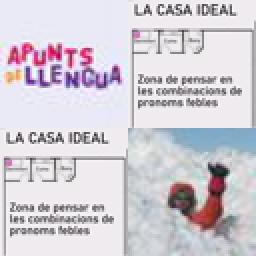 APUNTS
DE LLENGUA
LA CASA IDEAL
Zona de pensar en
les combinacions de
pronoms febles
LA CASA IDEAL
Zona de pensar en
les combinacions de
pronoms febles